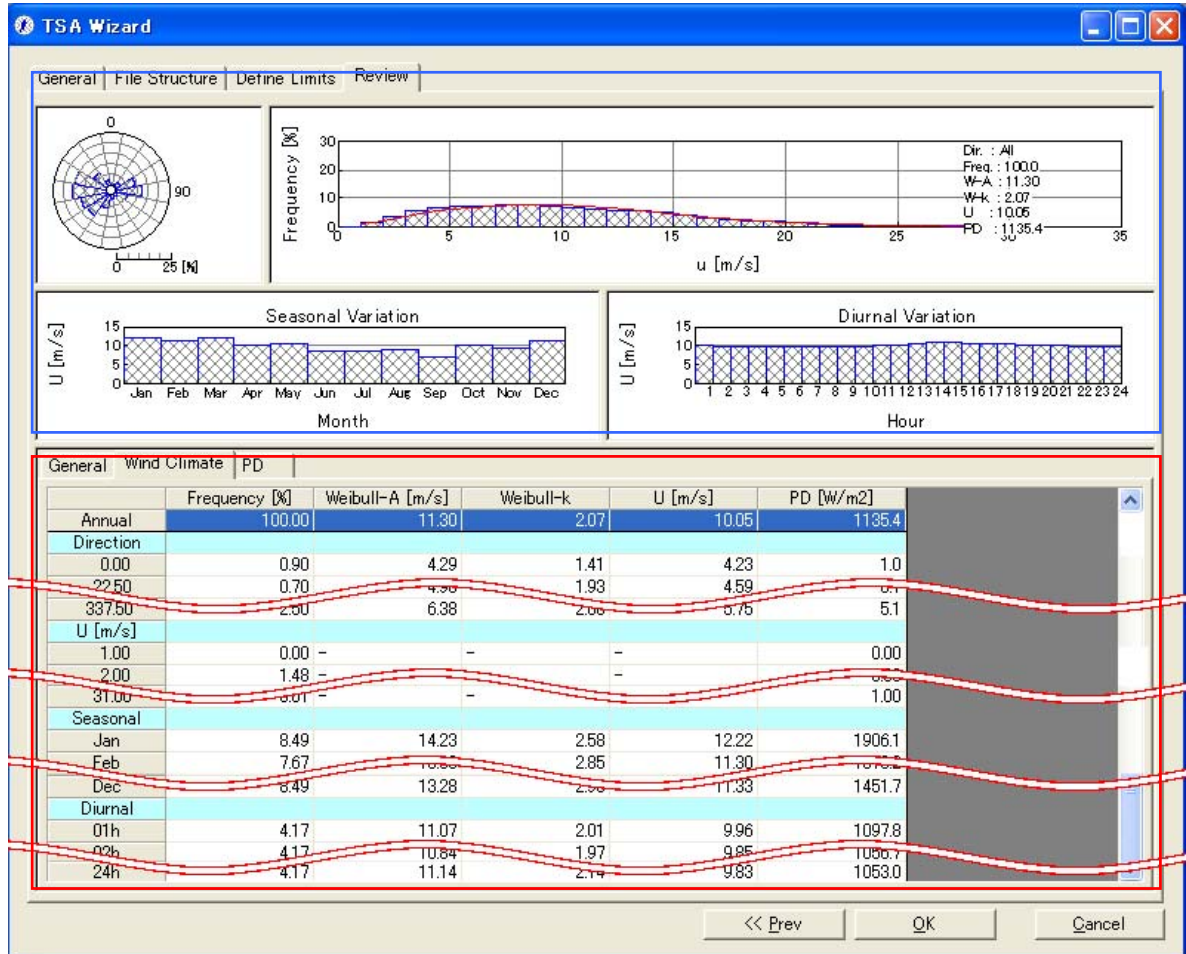 TSA Wizard
General File Structure Define Limits Review
0
90
0 25 [%]
Frequency [%]
30
20
10
0
0 5 10 15 20 25 30 35
u [m/s]
Dir. : All
Freq. : 100.0
W-A : 11.30
W-k : 2.07
U : 10.05
PD : 1135.4
Seasonal Variation
U [m/s]
15
10
5
0
Jan Feb Mar Apr May Jun Jul Aug Sep Oct Nov Dec
Month
Diurnal Variation
U [m/s]
15
10
5
0
1 2 3 4 5 6 7 8 9 10 11 12 13 14 15 16 17 18 19 20 21 22 23 24
Hour
General Wind Climate PD
Frequency [%] Weibull-A [m/s] Weibull-k U [m/s] PD [W/m2]
Annual 100.00 11.30 2.07 10.05 1135.4
Direction
0.00 0.90 4.29 1.41 4.23 1.0
22.50 0.70 1.93 4.59
337.50 2.50 6.38 5.75 5.1
U [m/s]
1.00 0.00 - - - 0.00
2.00 1.48 - -
31.00 - 1.00
Seasonal
Jan 8.49 14.23 2.58 12.22 1906.1
Feb 7.67 2.85 11.30
Dec 8.49 13.28 11.33 1451.7
Diurnal
01h 4.17 11.07 2.01 9.96 1097.8
02h 4.17 10.84 1.97 9.85 1056.7
24h 4.17 11.14 9.83 1053.0
<< Prev OK Cancel